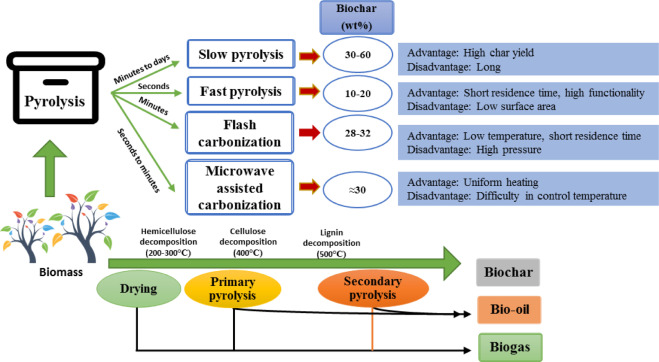 Biochar
(wt%)
Pyrolysis
Minutes to days
Seconds
Minutes
Seconds to minutes
Slow pyrolysis
30-60
Advantage: High char yield
Disadvantage: Long
Fast pyrolysis
10-20
Advantage: Short residence time, high functionality
Disadvantage: Low surface area
Flash
carbonization
28-32
Advantage: Low temperature, short residence time
Disadvantage: High pressure
Microwave
assisted
carbonization
≈30
Advantage: Uniform heating
Disadvantage: Difficulty in control temperature
Biomass
Hemicellulose
decomposition
(200-300°C)
Cellulose
decomposition
(400°C)
Lignin
decomposition
(500°C)
Drying
Primary
pyrolysis
Secondary
pyrolysis
Biochar
Bio-oil
Biogas